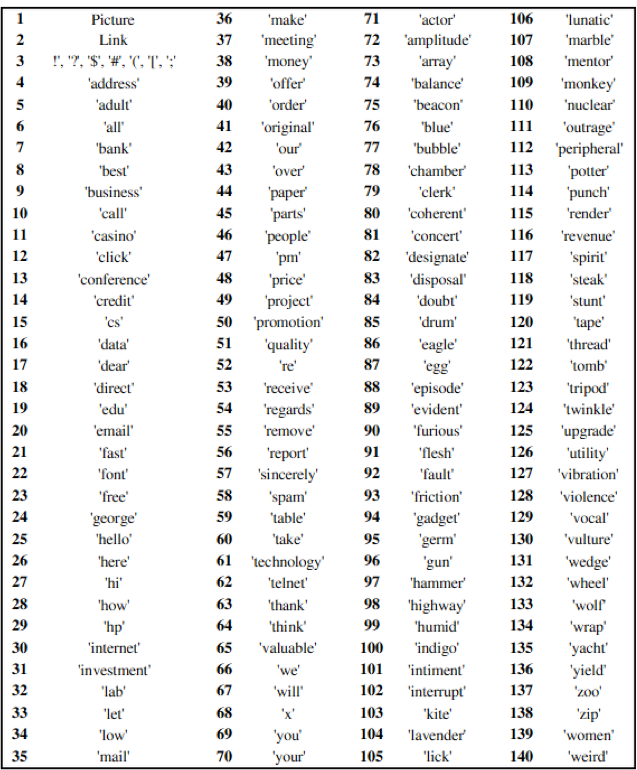 1 Picture 36 'make' 71 'actor' 106 'lunatic'
2 Link 37 'meeting' 72 'amplitude' 107 'marble'
3 '!', '?', '$', '#', '(', '[', ';' 38 'money' 73 'array' 108 'mentor'
4 'address' 39 'offer' 74 'balance' 109 'monkey'
5 'adult' 40 'order' 75 'beacon' 110 'nuclear'
6 'all' 41 'original' 76 'blue' 111 'outrage'
7 'bank' 42 'our' 77 'bubble' 112 'peripheral'
8 'best' 43 'over' 78 'chamber' 113 'potter'
9 'business' 44 'paper' 79 'clerk' 114 'punch'
10 'call' 45 'parts' 80 'coherent' 115 'render'
11 'casino' 46 'people' 81 'concert' 116 'revenue'
12 'click' 47 'pm' 82 'designate' 117 'spirit'
13 'conference' 48 'price' 83 'disposal' 118 'steak'
14 'credit' 49 'project' 84 'doubt' 119 'stunt'
15 'cs' 50 'promotion' 85 'drum' 120 'tape'
16 'data' 51 'quality' 86 'eagle' 121 'thread'
17 'dear' 52 're' 87 'egg' 122 'tomb'
18 'direct' 53 'receive' 88 'episode' 123 'tripod'
19 'edu' 54 'regards' 89 'evident' 124 'twinkle'
20 'email' 55 'remove' 90 'furious' 125 'upgrade'
21 'fast' 56 'report' 91 'flesh' 126 'utility'
22 'font' 57 'sincerely' 92 'fault' 127 'vibration'
23 'free' 58 'spam' 93 'friction' 128 'violence'
24 'george' 59 'table' 94 'gadget' 129 'vocal'
25 'hello' 60 'take' 95 'germ' 130 'vulture'
26 'here' 61 'technology' 96 'gun' 131 'wedge'
27 'hi' 62 'telnet' 97 'hammer' 132 'wheel'
28 'how' 63 'thank' 98 'highway' 133 'wolf'
29 'hp' 64 'think' 99 'humid' 134 'wrap'
30 'internet' 65 'valuable' 100 'indigo' 135 'yacht'
31 'investment' 66 'we' 101 'intiment' 136 'yield'
32 'lab' 67 'will' 102 'interrupt' 137 'zoo'
33 'let' 68 'x' 103 'kite' 138 'zip'
34 'low' 69 'you' 104 'lavender' 139 'women'
35 'mail' 70 'your' 105 'lick' 140 'weird'